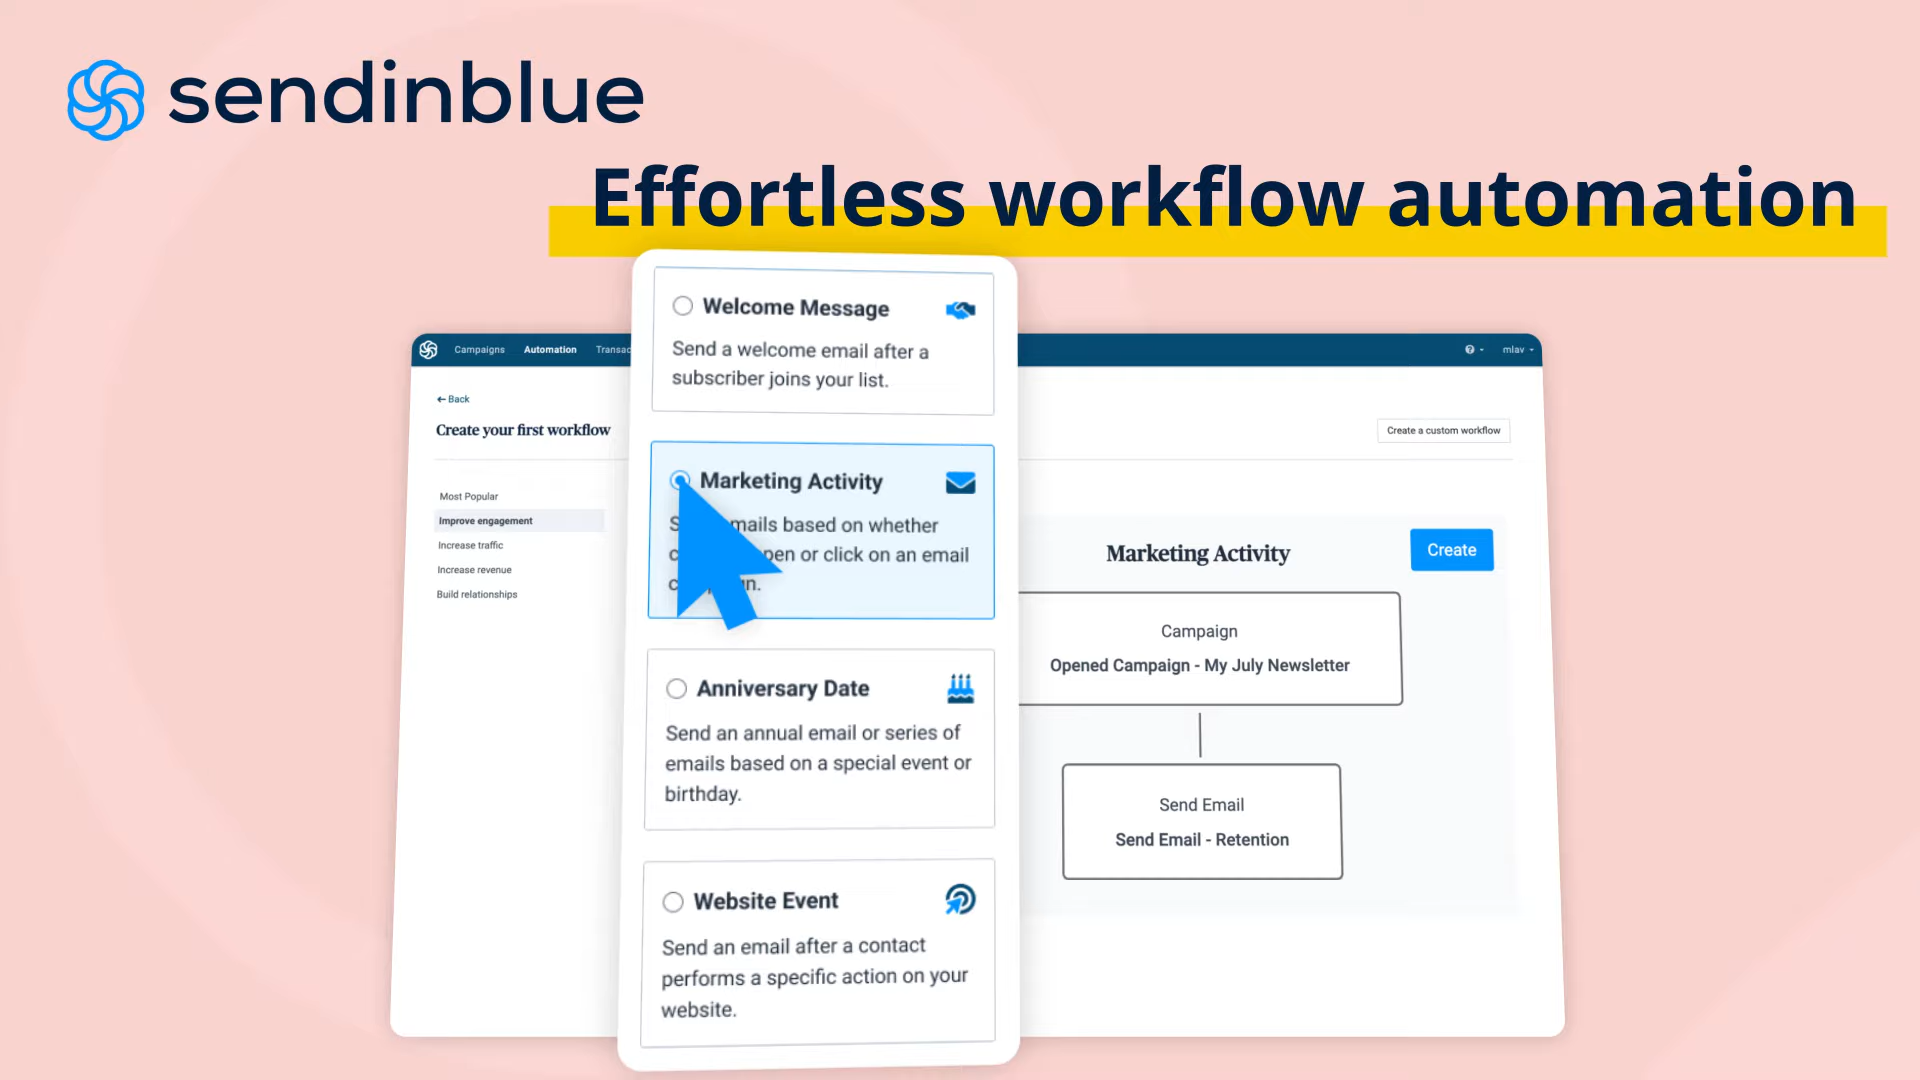 sendinblue
Effortless workflow automation
Campaigns Automation Transac
mlav
Back
Create your first workflow
Create a custom workflow
Most Popular
Improve engagement
Increase traffic
Increase revenue
Build relationships
Welcome Message
Send a welcome email after a
subscriber joins your list.
Marketing Activity
mails based on whether
pen or click on an email
n.
Anniversary Date
Send an annual email or series of
emails based on a special event or
birthday.
Website Event
Send an email after a contact
performs a specific action on your
website.
Marketing Activity
Create
Campaign
Opened Campaign - My July Newsletter
Send Email
Send Email - Retention